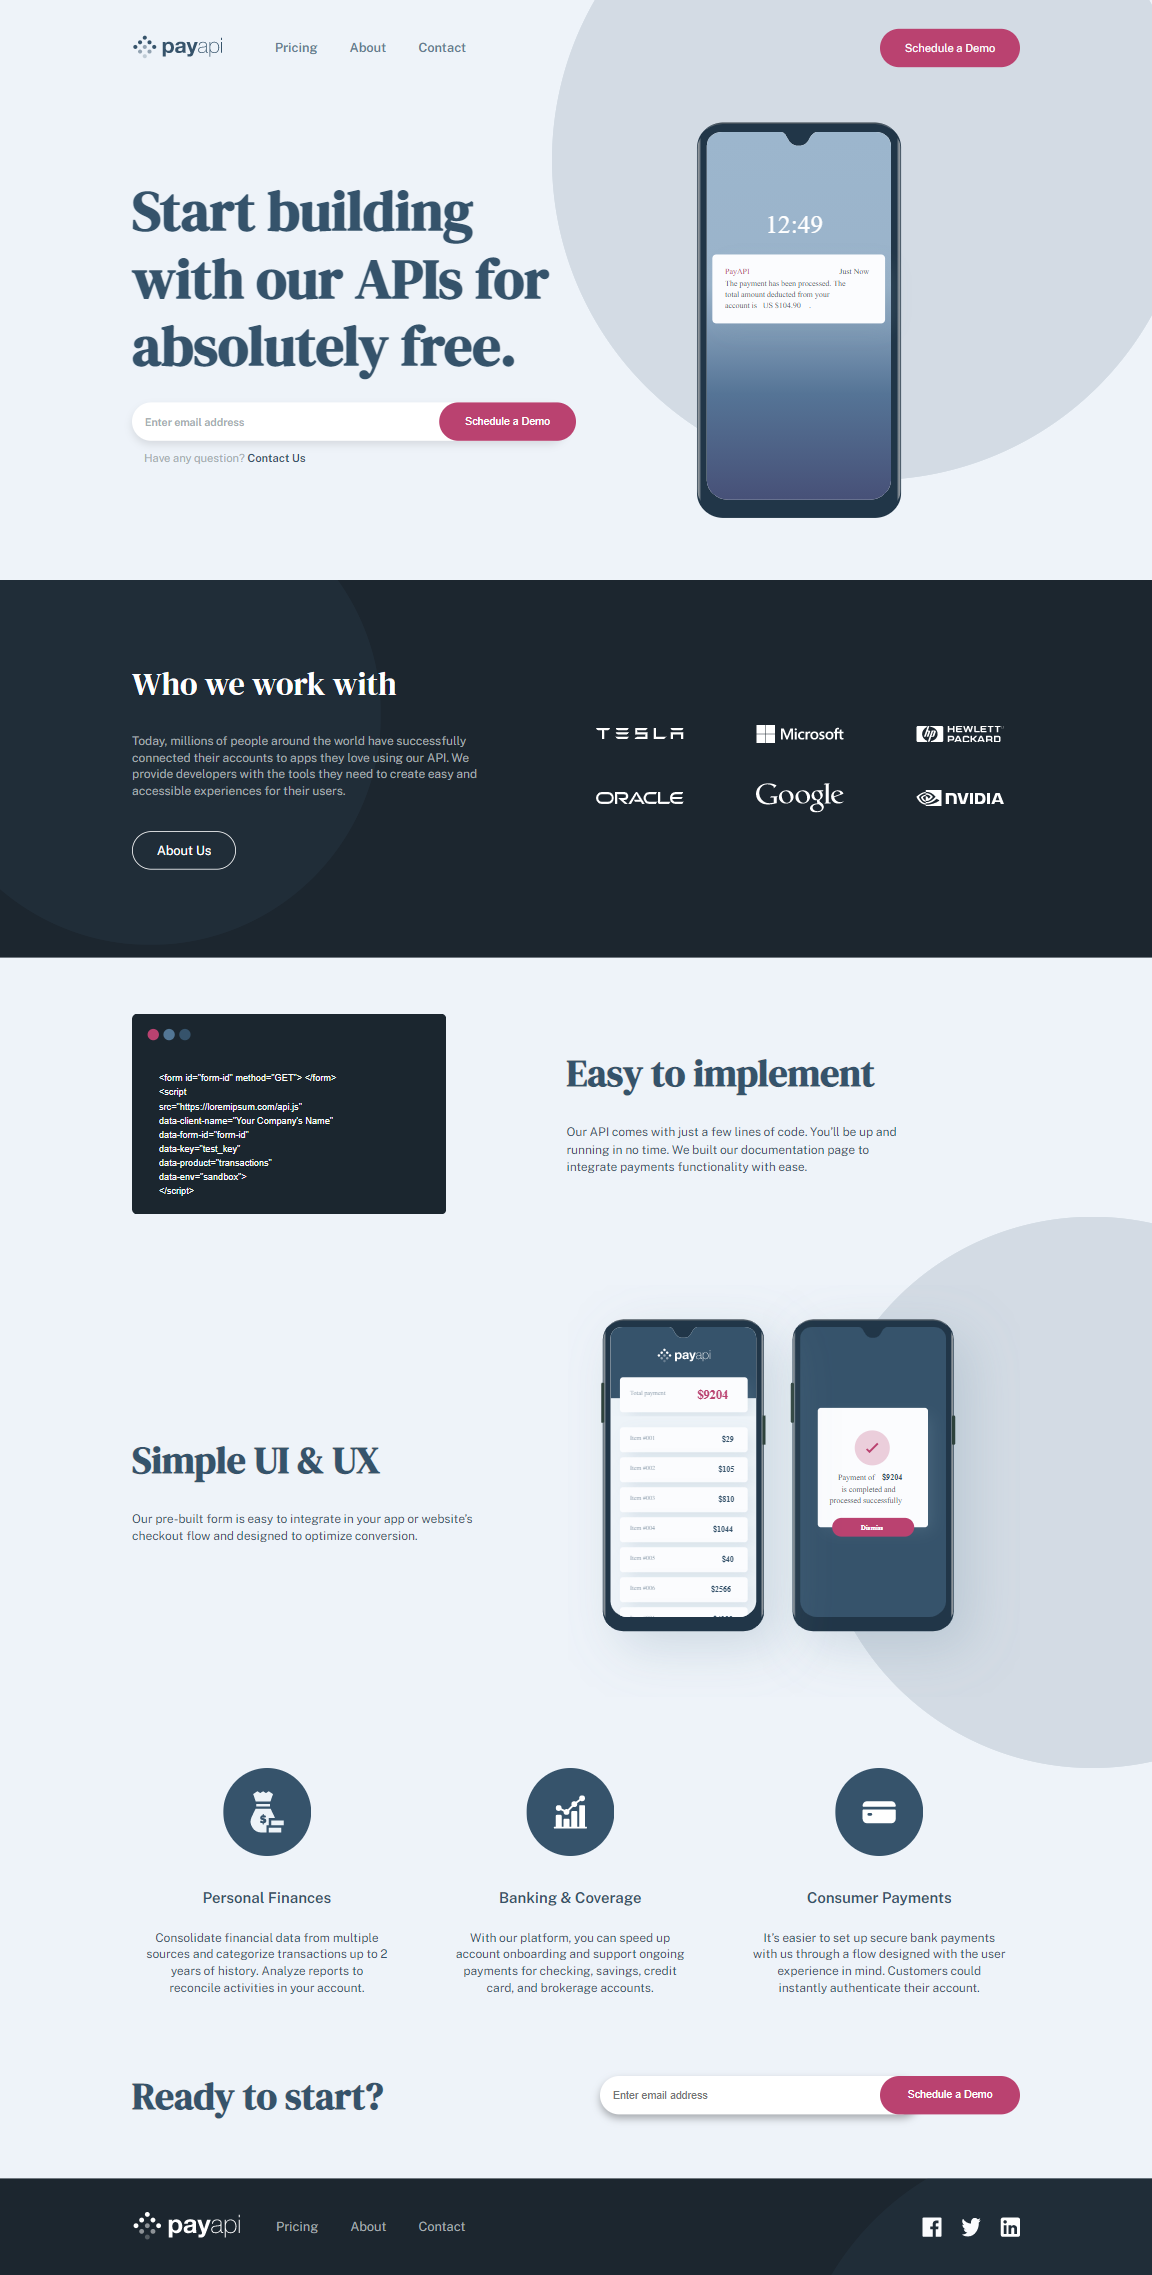 payapi
Pricing
About
Contact
Schedule a Demo
Start building
with our APIs for
absolutely free.
Enter email address
Schedule a Demo
Have any question? Contact Us
12:49
PayAPI
Just Now
The payment has been processed. The
total amount deducted from your
account is US $104.90 .
Who we work with
Today, millions of people around the world have successfully
connected their accounts to apps they love using our API. We
provide developers with the tools they need to create easy and
accessible experiences for their users.
About Us
TESLA
Microsoft
hp HEWLETT
PACKARD
ORACLE
Google
NVIDIA
<form id="form-id" method="GET"> </form>
<script
src="https://loremipsum.com/api.js"
data-client-name="Your Company's Name"
data-form-id="form-id"
data-key="test_key"
data-product="transactions"
data-env="sandbox">
</script>
Easy to implement
Our API comes with just a few lines of code. You'll be up and
running in no time. We built our documentation page to
integrate payments functionality with ease.
Simple UI & UX
Our pre-built form is easy to integrate in your app or website's
checkout flow and designed to optimize conversion.
payapi
Total payment $9204
Item #001 $29
Item #002 $105
Item #003 $810
Item #004 $1044
Item #005 $40
Item #006 $2566
Payment of $9204
is completed and
processed successfully
Dismiss
Personal Finances
Consolidate financial data from multiple
sources and categorize transactions up to 2
years of history. Analyze reports to
reconcile activities in your account.
Banking & Coverage
With our platform, you can speed up
account onboarding and support ongoing
payments for checking, savings, credit
card, and brokerage accounts.
Consumer Payments
It's easier to set up secure bank payments
with us through a flow designed with the user
experience in mind. Customers could
instantly authenticate their account.
Ready to start?
Enter email address
Schedule a Demo
payapi
Pricing
About
Contact